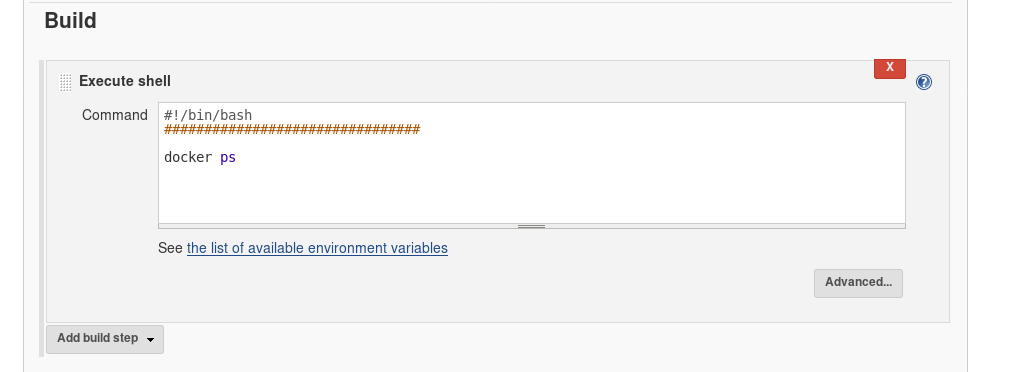 Build
X
Execute shell
?
Command
#!/bin/bash
################################
docker ps
See the list of available environment variables
Advanced...
Add build step